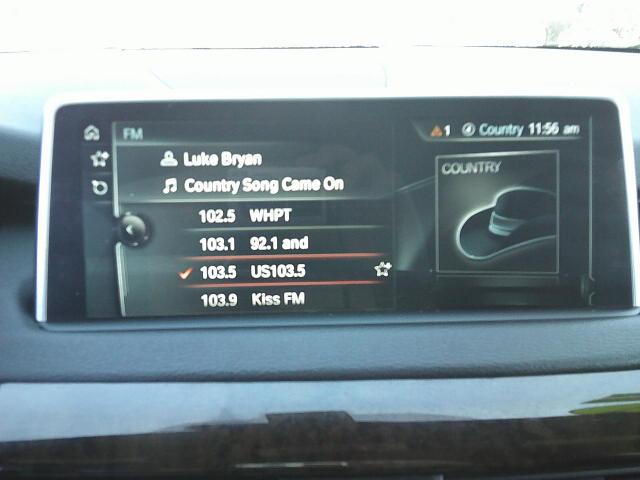 FM
1 Country 11:56 am
Luke Bryan
Country Song Came On
102.5 WHPT
103.1 92.1 and
103.5 US103.5
103.9 Kiss FM
COUNTRY